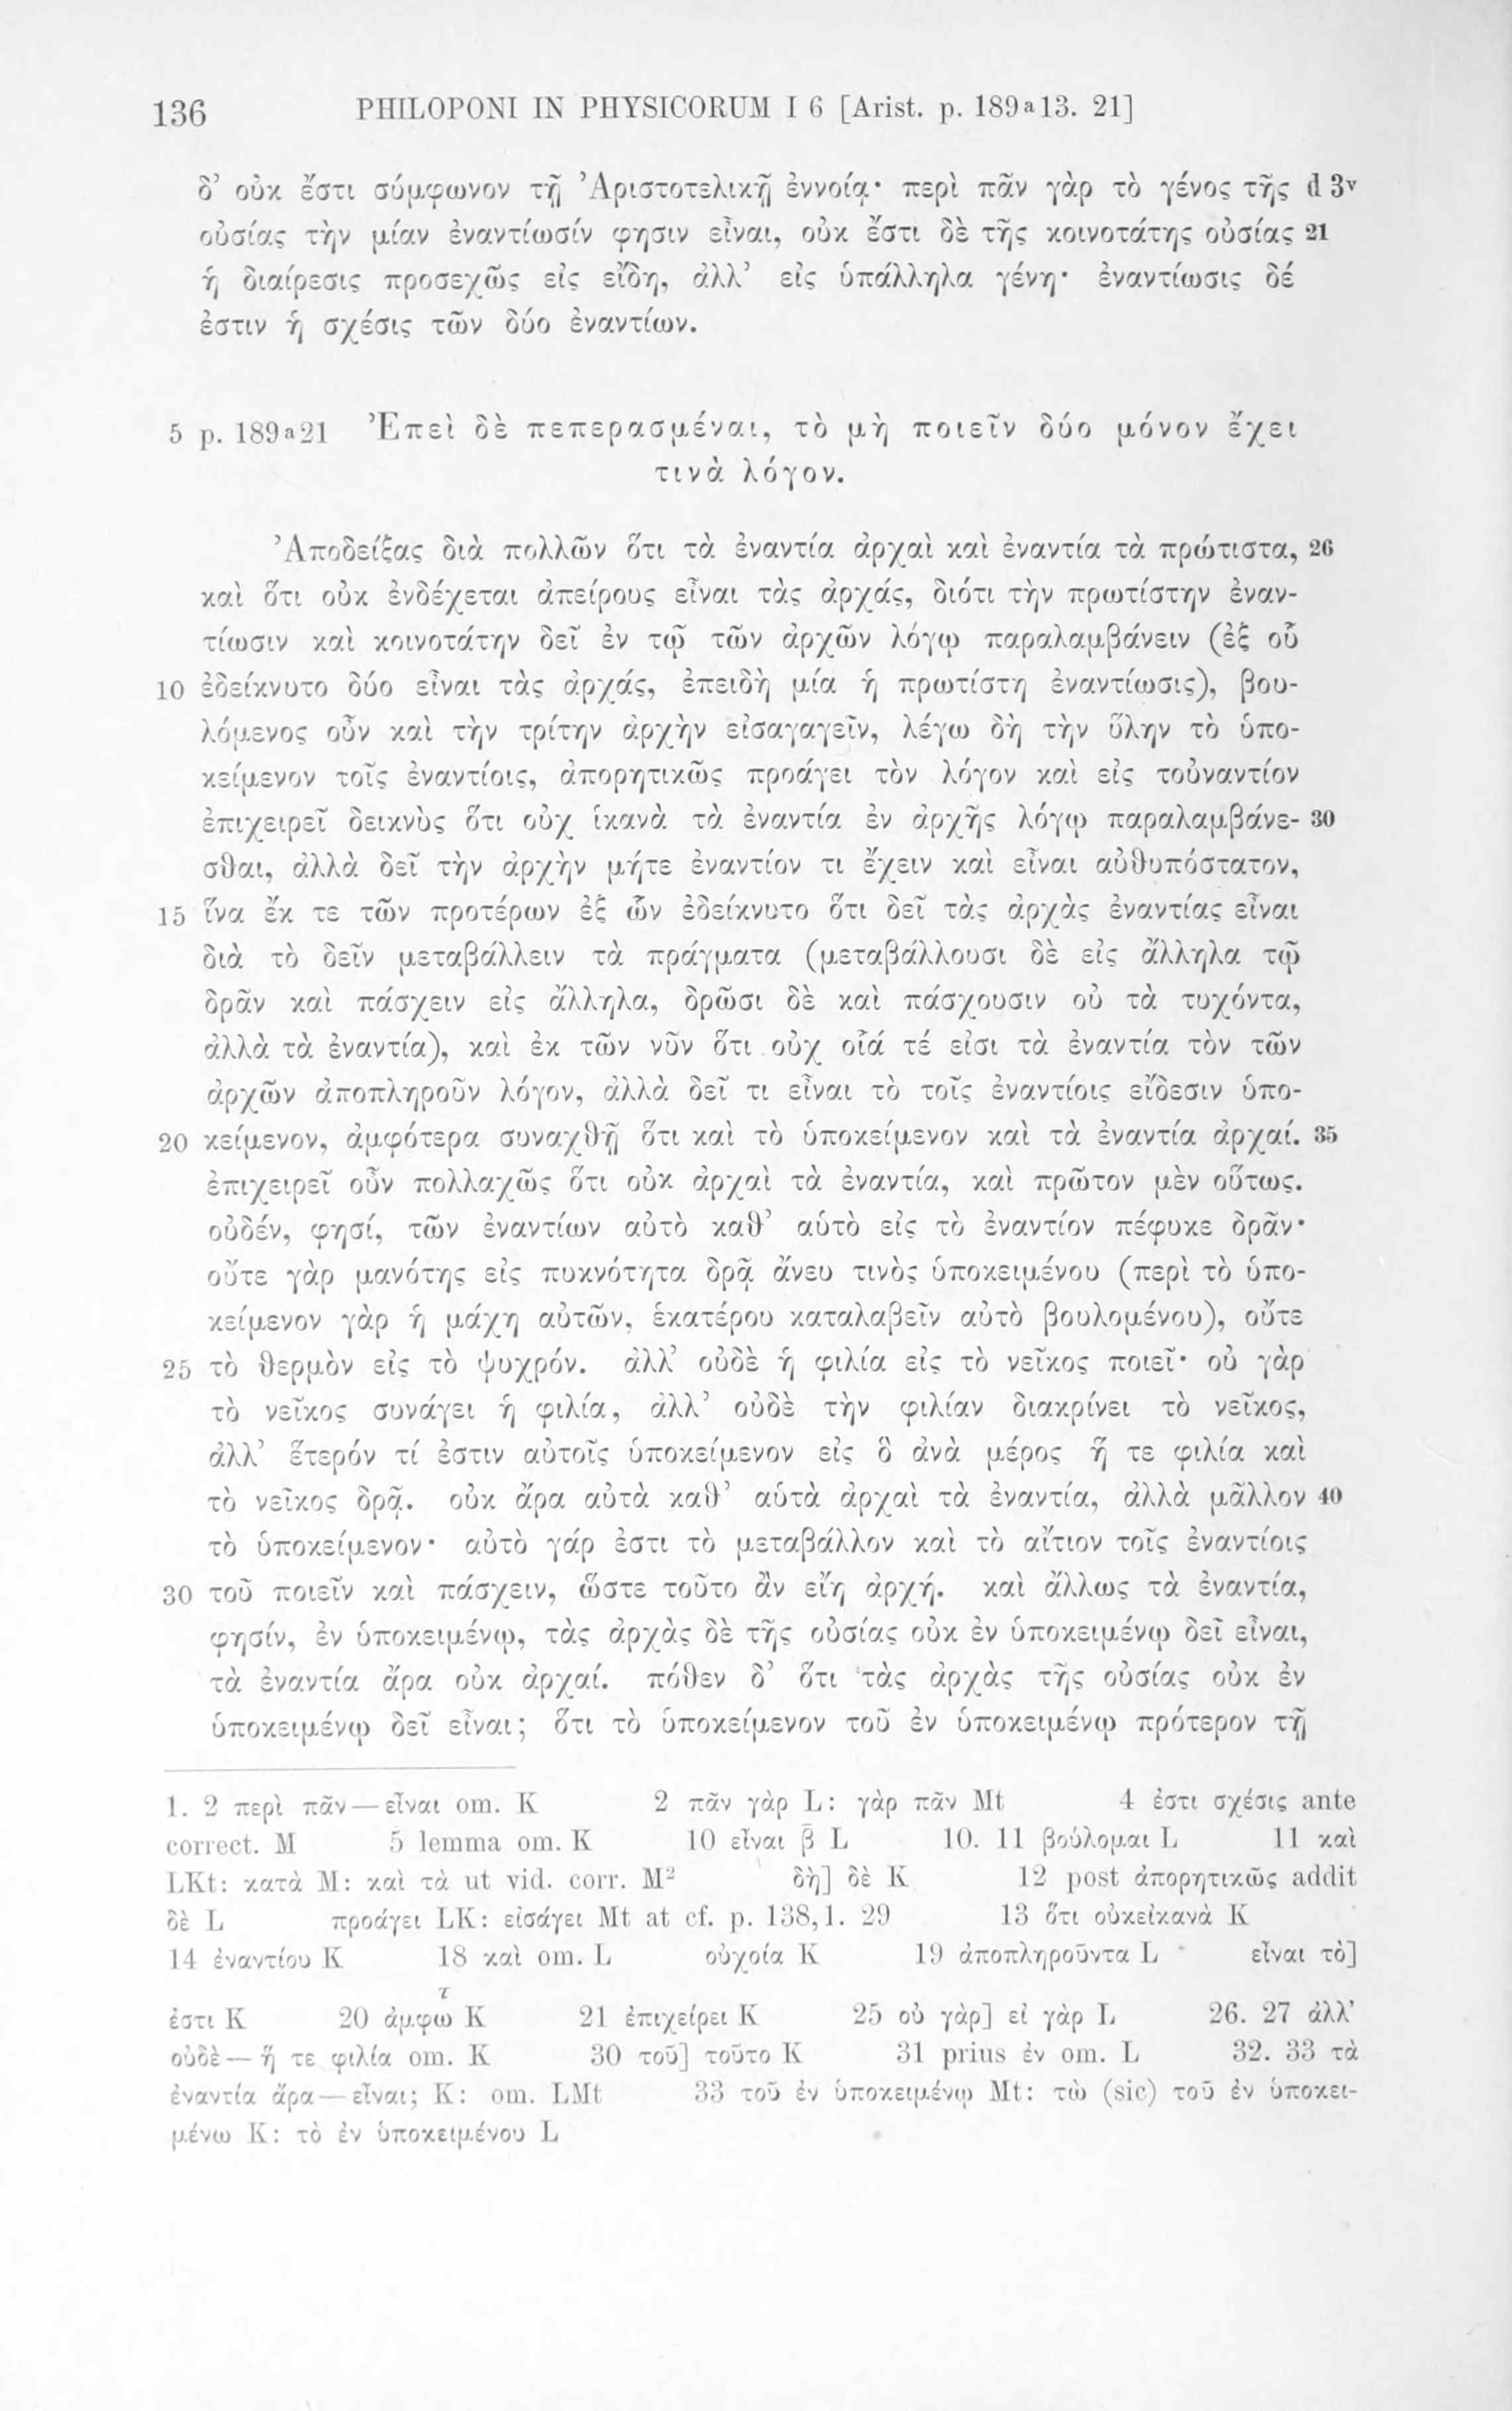 136 PHILOPONI IN PHYSICORUM I 6 [Arist. p. 189ª13. 21]
δ’ οὐκ ἔστι σύμφωνον τῇ Ἀριστοτελικῇ ἐννοίᾳ· περὶ πᾶν γὰρ τὸ γένος τῆς d 3ᵛ
οὐσίας τὴν μίαν ἐναντίωσίν φησιν εἶναι, οὐκ ἔστι δὲ τῆς κοινοτάτης οὐσίας 21
ἡ διαίρεσις προσεχῶς εἰς εἴδη, ἀλλ’ εἰς ὑπάλληλα γένη· ἐναντίωσις δέ
ἐστιν ἡ σχέσις τῶν δύο ἐναντίων.
5 p. 189ª21 Ἐπεὶ δὲ πεπερασμέναι, τὸ μὴ ποιεῖν δύο μόνον ἔχει
τινὰ λόγον.
Ἀποδείξας διὰ πολλῶν ὅτι τὰ ἐναντία ἀρχαὶ καὶ ἐναντία τὰ πρώτιστα, 26
καὶ ὅτι οὐκ ἐνδέχεται ἀπείρους εἶναι τὰς ἀρχάς, διότι τὴν πρωτίστην ἐναν-
τίωσιν καὶ κοινοτάτην δεῖ ἐν τῷ τῶν ἀρχῶν λόγῳ παραλαμβάνειν (ἐξ οὗ
10 ἐδείκνυτο δύο εἶναι τὰς ἀρχάς, ἐπειδὴ μία ἡ πρωτίστη ἐναντίωσις), βου-
λόμενος οὖν καὶ τὴν τρίτην ἀρχὴν εἰσαγαγεῖν, λέγω δὴ τὴν ὕλην τὸ ὑπο-
κείμενον τοῖς ἐναντίοις, ἀπορητικῶς προάγει τὸν λόγον καὶ εἰς τοὐναντίον
ἐπιχειρεῖ δεικνὺς ὅτι οὐχ ἱκανὰ τὰ ἐναντία ἐν ἀρχῆς λόγῳ παραλαμβάνε- 30
σθαι, ἀλλὰ δεῖ τὴν ἀρχὴν μήτε ἐναντίον τι ἔχειν καὶ εἶναι αὐθυπόστατον,
15 ἵνα ἔκ τε τῶν προτέρων ἐξ ὧν ἐδείκνυτο ὅτι δεῖ τὰς ἀρχὰς ἐναντίας εἶναι
διὰ τὸ δεῖν μεταβάλλειν τὰ πράγματα (μεταβάλλουσι δὲ εἰς ἄλληλα τῷ
δρᾶν καὶ πάσχειν εἰς ἄλληλα, δρῶσι δὲ καὶ πάσχουσιν οὐ τὰ τυχόντα,
ἀλλὰ τὰ ἐναντία), καὶ ἐκ τῶν νῦν ὅτι οὐχ οἷά τέ εἰσι τὰ ἐναντία τὸν τῶν
ἀρχῶν ἀποπληροῦν λόγον, ἀλλὰ δεῖ τι εἶναι τὸ τοῖς ἐναντίοις εἴδεσιν ὑπο-
20 κείμενον, ἀμφότερα συναχθῇ ὅτι καὶ τὸ ὑποκείμενον καὶ τὰ ἐναντία ἀρχαί. 35
ἐπιχειρεῖ οὖν πολλαχῶς ὅτι οὐκ ἀρχαὶ τὰ ἐναντία, καὶ πρῶτον μὲν οὕτως.
οὐδέν, φησί, τῶν ἐναντίων αὐτὸ καθ’ αὑτὸ εἰς τὸ ἐναντίον πέφυκε δρᾶν·
οὔτε γὰρ μανότης εἰς πυκνότητα δρᾷ ἄνευ τινὸς ὑποκειμένου (περὶ τὸ ὑπο-
κείμενον γὰρ ἡ μάχη αὐτῶν, ἑκατέρου καταλαβεῖν αὐτὸ βουλομένου), οὔτε
25 τὸ θερμὸν εἰς τὸ ψυχρόν. ἀλλ’ οὐδὲ ἡ φιλία εἰς τὸ νεῖκος ποιεῖ· οὐ γὰρ
τὸ νεῖκος συνάγει ἡ φιλία, ἀλλ’ οὐδὲ τὴν φιλίαν διακρίνει τὸ νεῖκος,
ἀλλ’ ἕτερόν τί ἐστιν αὐτοῖς ὑποκείμενον εἰς ὃ ἀνὰ μέρος ἥ τε φιλία καὶ
τὸ νεῖκος δρᾷ. οὐκ ἄρα αὐτὰ καθ’ αὑτὰ ἀρχαὶ τὰ ἐναντία, ἀλλὰ μᾶλλον 40
τὸ ὑποκείμενον· αὐτὸ γάρ ἐστι τὸ μεταβάλλον καὶ τὸ αἴτιον τοῖς ἐναντίοις
30 τοῦ ποιεῖν καὶ πάσχειν, ὥστε τοῦτο ἂν εἴη ἀρχή. καὶ ἄλλως τὰ ἐναντία,
φησίν, ἐν ὑποκειμένῳ, τὰς ἀρχὰς δὲ τῆς οὐσίας οὐκ ἐν ὑποκειμένῳ δεῖ εἶναι,
τὰ ἐναντία ἄρα οὐκ ἀρχαί. πόθεν δ’ ὅτι τὰς ἀρχὰς τῆς οὐσίας οὐκ ἐν
ὑποκειμένῳ δεῖ εἶναι; ὅτι τὸ ὑποκείμενον τοῦ ἐν ὑποκειμένῳ πρότερον τῇ
1. 2 περὶ πᾶν—εἶναι om. K 2 πᾶν γὰρ L: γὰρ πᾶν Mt 4 ἐστι σχέσις ante
correct. M 5 lemma om. K 10 εἶναι β̄ L 10. 11 βούλομαι L 11 καὶ
LKt: κατὰ M: καὶ τὰ ut vid. corr. M² δὴ] δὲ K 12 post ἀπορητικῶς addit
δὲ L προάγει LK: εἰσάγει Mt at cf. p. 138,1. 29 13 ὅτι οὐκεἰκανὰ K
14 ἐναντίου K 18 καὶ om. L οὐχοία K 19 ἀποπληροῦντα L εἶναι τὸ]
ἐστι K 20 ἀμφωτ K 21 ἐπιχείρει K 25 οὐ γὰρ] εἰ γὰρ L 26. 27 ἀλλ’
οὐδὲ— ἥ τε φιλία om. K 30 τοῦ] τοῦτο K 31 prius ἐν om. L 32. 33 τὰ
ἐναντία ἄρα—εἶναι; K: om. LMt 33 τοῦ ἐν ὑποκειμένῳ Mt: τὼ (sic) τοῦ ἐν ὑποκει-
μένω K: τὸ ἐν ὑποκειμένου L